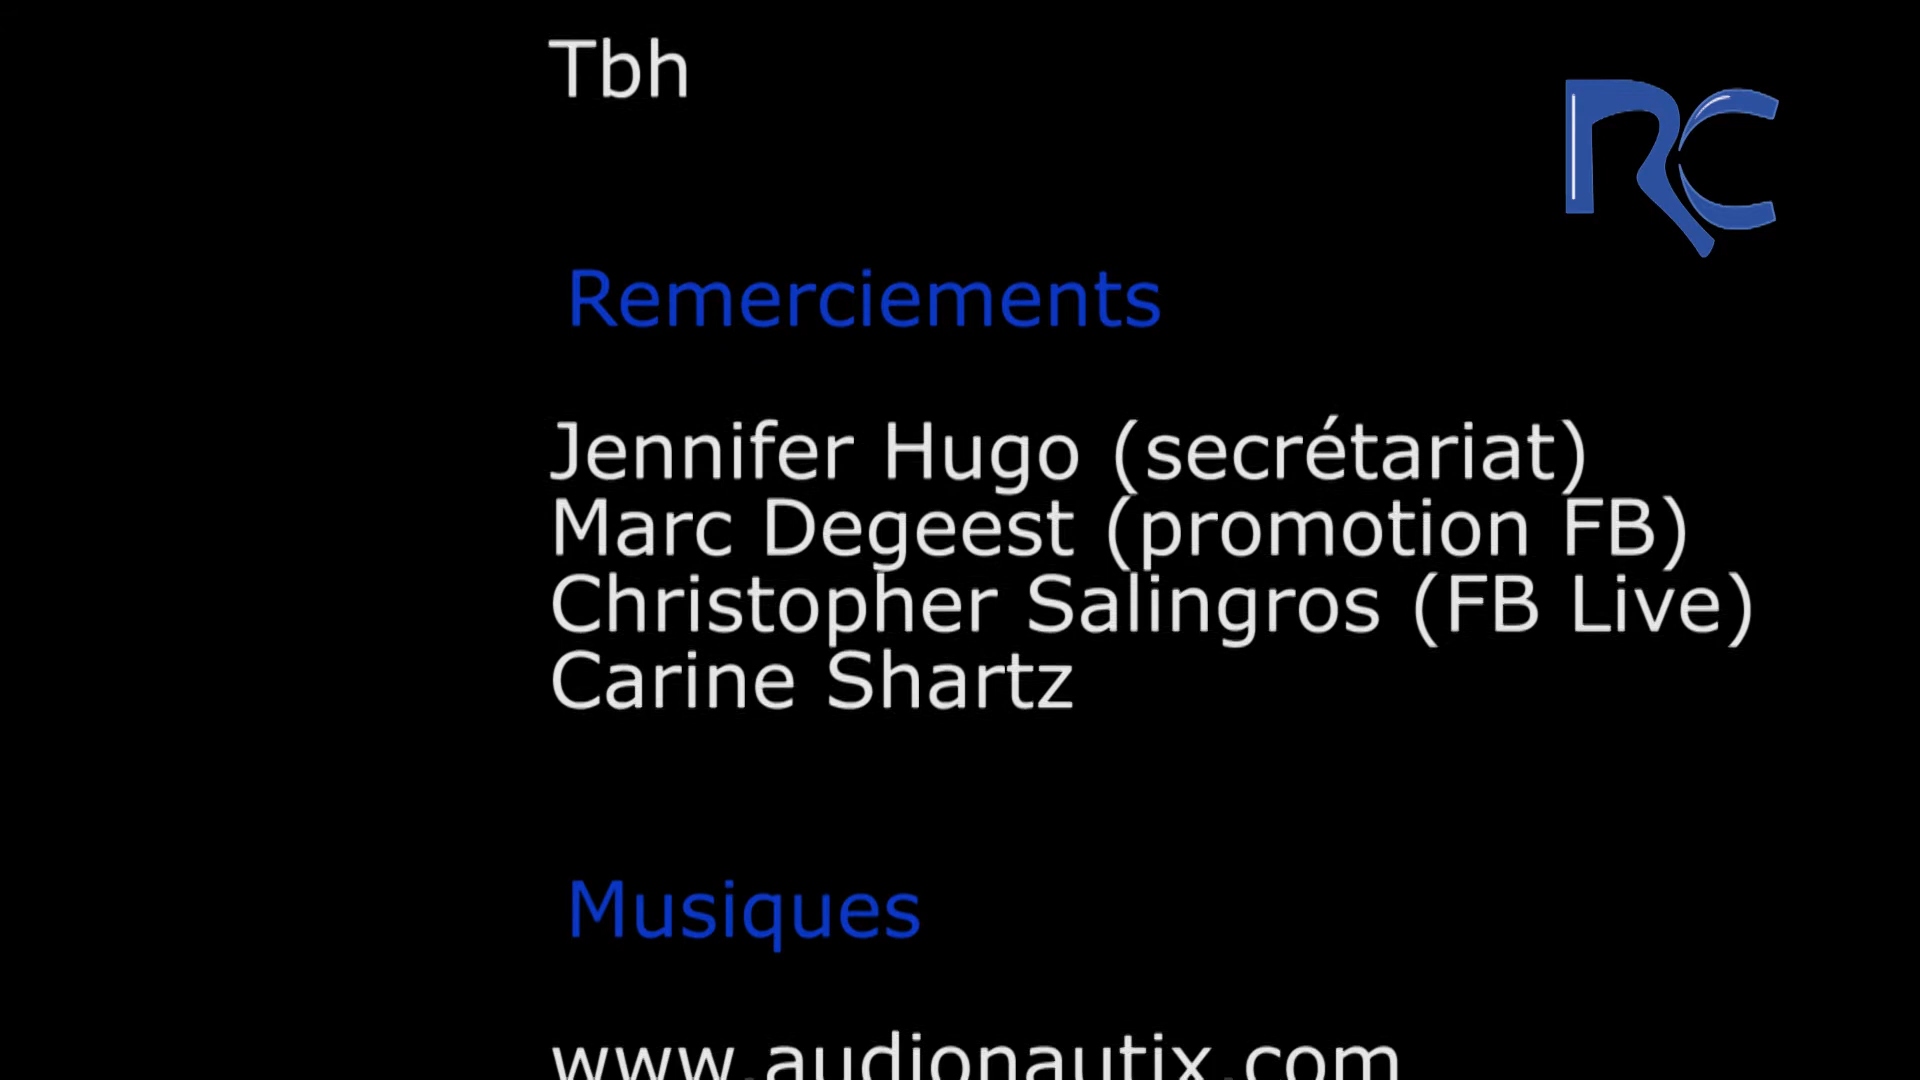 Tbh
RC
Remerciements
Jennifer Hugo (secrétariat)
Marc Degeest (promotion FB)
Christopher Salingros (FB Live)
Carine Shartz
Musiques
www.audionautix.com